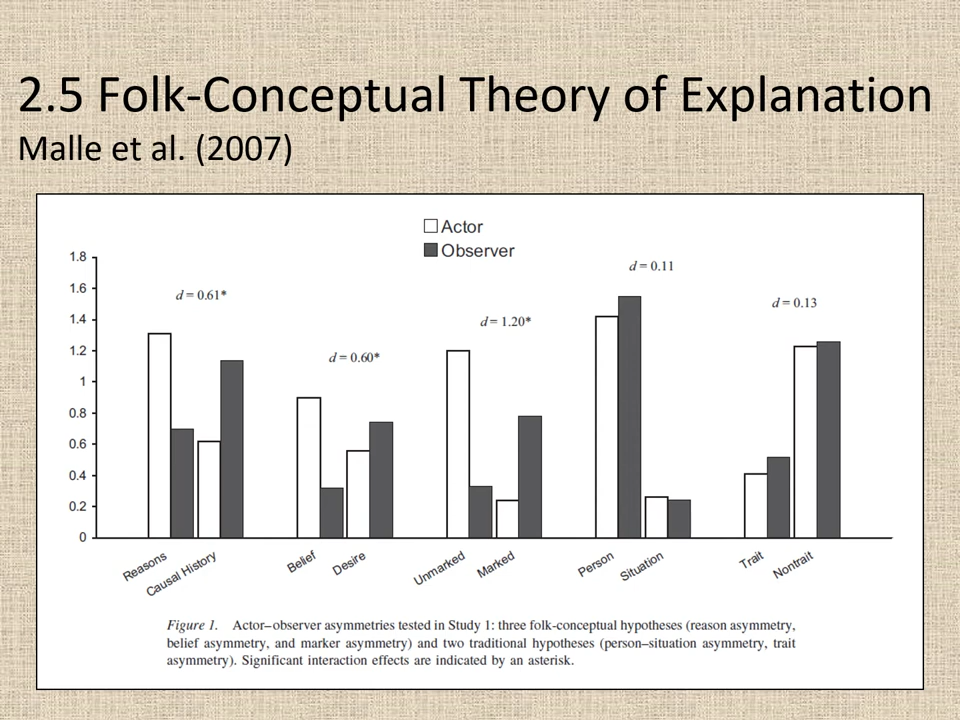 2.5 Folk-Conceptual Theory of Explanation
Malle et al. (2007)
Actor
Observer
1.8
1.6
1.4
1.2
1
0.8
0.6
0.4
0.2
0
d = 0.61*
d = 0.60*
d = 1.20*
d = 0.11
d = 0.13
Reasons
Causal History
Belief
Desire
Unmarked
Marked
Person
Situation
Trait
Nontrait
Figure 1. Actor–observer asymmetries tested in Study 1: three folk-conceptual hypotheses (reason asymmetry,
belief asymmetry, and marker asymmetry) and two traditional hypotheses (person–situation asymmetry, trait
asymmetry). Significant interaction effects are indicated by an asterisk.